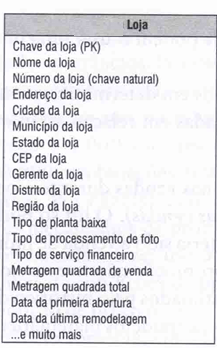 Loja
Chave da loja (PK)
Nome da loja
Número da loja (chave natural)
Endereço da loja
Cidade da loja
Município da loja
Estado da loja
CEP da loja
Gerente da loja
Distrito da loja
Região da loja
Tipo de planta baixa
Tipo de processamento de foto
Tipo de serviço financeiro
Metragem quadrada de venda
Metragem quadrada total
Data da primeira abertura
Data da última remodelagem
...e muito mais